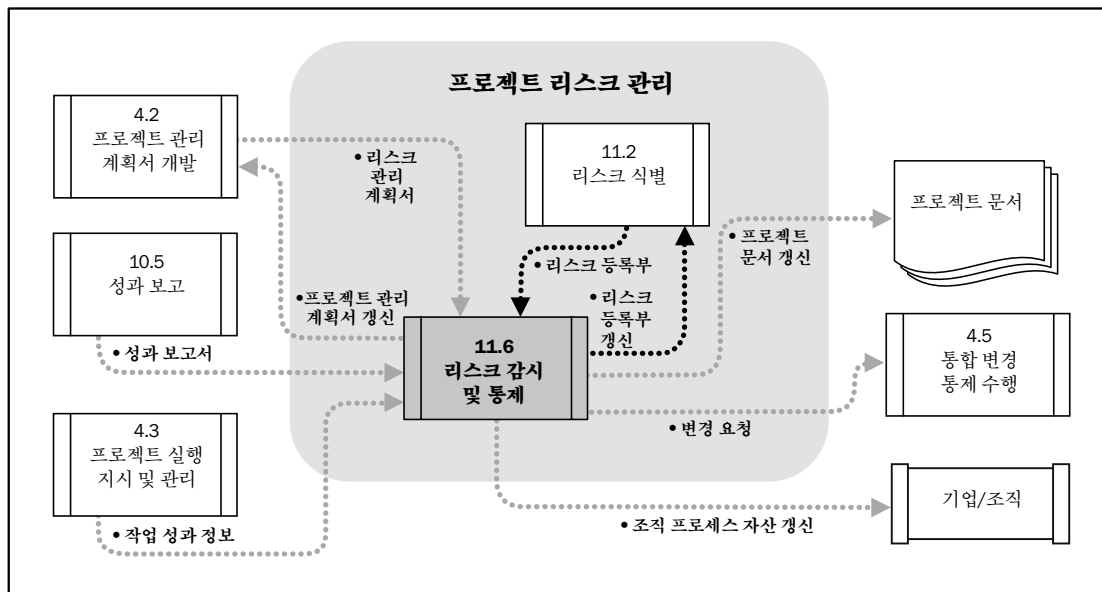 프로젝트 리스크 관리
4.2
프로젝트 관리
계획서 개발
• 리스크
관리
계획서
11.2
리스크 식별
프로젝트 문서
• 프로젝트
문서 갱신
10.5
성과 보고
• 리스크 등록부
•프로젝트 관리
계획서 갱신
• 리스크
등록부
갱신
• 성과 보고서
11.6
리스크 감시
및 통제
4.5
통합 변경
통제 수행
4.3
프로젝트 실행
지시 및 관리
• 변경 요청
• 작업 성과 정보
• 조직 프로세스 자산 갱신
기업/조직